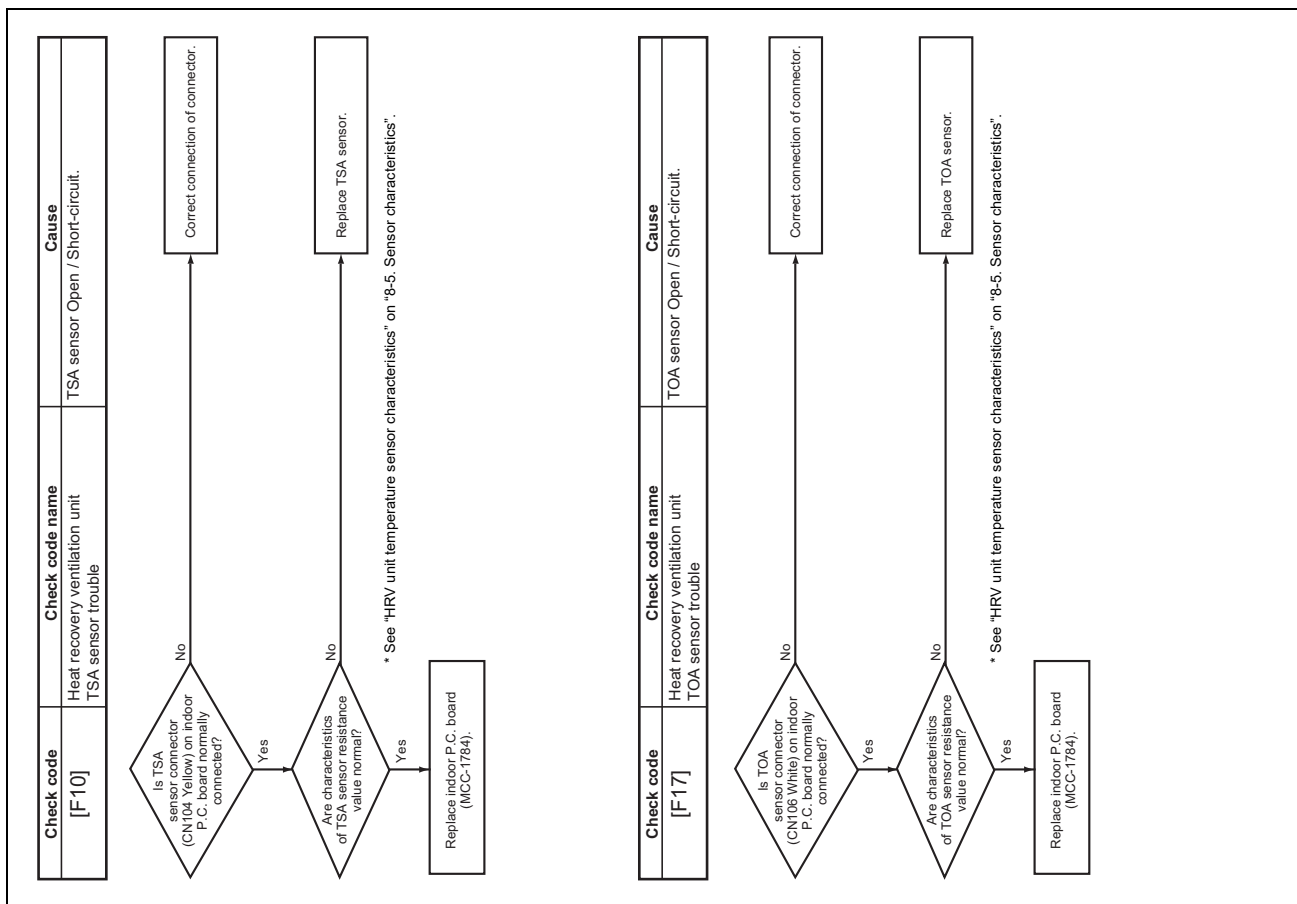 Check code
Check code name
Cause
[F10]
Heat recovery ventilation unit
TSA sensor trouble
TSA sensor Open / Short-circuit.
Is TSA
sensor connector
(CN104 Yellow) on indoor
P.C. board normally
connected?
No
Correct connection of connector.
Yes
Are characteristics
of TSA sensor resistance
value normal?
No
Replace TSA sensor.
* See “HRV unit temperature sensor characteristics” on “8-5. Sensor characteristics”.
Yes
Replace indoor P.C. board
(MCC-1784).
Check code
Check code name
Cause
[F17]
Heat recovery ventilation unit
TOA sensor trouble
TOA sensor Open / Short-circuit.
Is TOA
sensor connector
(CN106 White) on indoor
P.C. board normally
connected?
No
Correct connection of connector.
Yes
Are characteristics
of TOA sensor resistance
value normal?
No
Replace TOA sensor.
* See “HRV unit temperature sensor characteristics” on “8-5. Sensor characteristics”.
Yes
Replace indoor P.C. board
(MCC-1784).